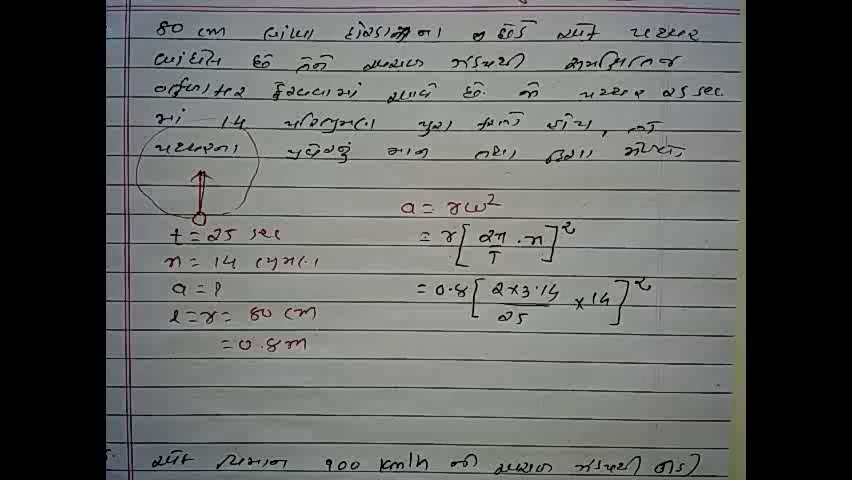 80 cm લાંબા દોરડાના છેડે એક પથ્થર
બાંધેલ છે તેને અચળ ઝડપથી સમક્ષિતિજ
વર્તુળાકાર ફેરવવામાં આવે છે. જો પથ્થર 25 sec
માં 14 પરિભ્રમણ પુરા કરતો હોય, તો
પથ્થરના પ્રવેગનું માન તથા દિશા મેળવો
t = 25 sec
n = 14 ભ્રમણ
a = ?
l = r = 80 cm
= 0.8 m
a = rω²
= r [ 2π/T · n ]²
= 0.8 [ 2 × 3.14 / 25 × 14 ]²
એક વિમાન 900 km/h ની અચળ ઝડપથી ઊડી